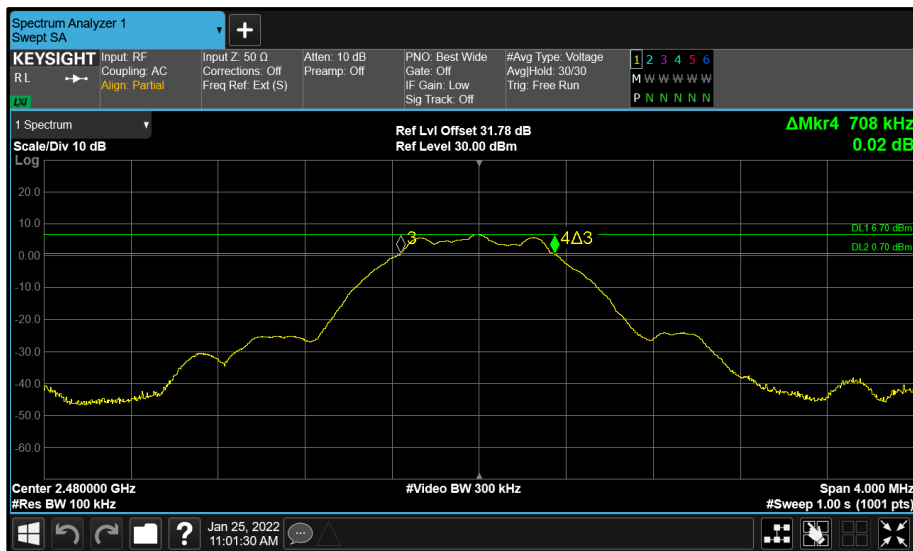 Spectrum Analyzer 1
Swept SA
+
KEYSIGHT
RL
LXI
Input: RF
Coupling: AC
Align: Partial
Input Z: 50 Ω
Corrections: Off
Freq Ref: Ext (S)
Atten: 10 dB
Preamp: Off
PNO: Best Wide
Gate: Off
IF Gain: Low
Sig Track: Off
#Avg Type: Voltage
Avg|Hold: 30/30
Trig: Free Run
1 2 3 4 5 6
M W W W W W
P N N N N N
1 Spectrum
Scale/Div 10 dB
Ref Lvl Offset 31.78 dB
Ref Level 30.00 dBm
ΔMkr4 708 kHz
0.02 dB
Log
20.0
10.0
0.00
-10.0
-20.0
-30.0
-40.0
-50.0
-60.0
3
4Δ3
DL1 6.70 dBm
DL2 0.70 dBm
Center 2.480000 GHz
#Video BW 300 kHz
Span 4.000 MHz
#Res BW 100 kHz
#Sweep 1.00 s (1001 pts)
?
Jan 25, 2022
11:01:30 AM